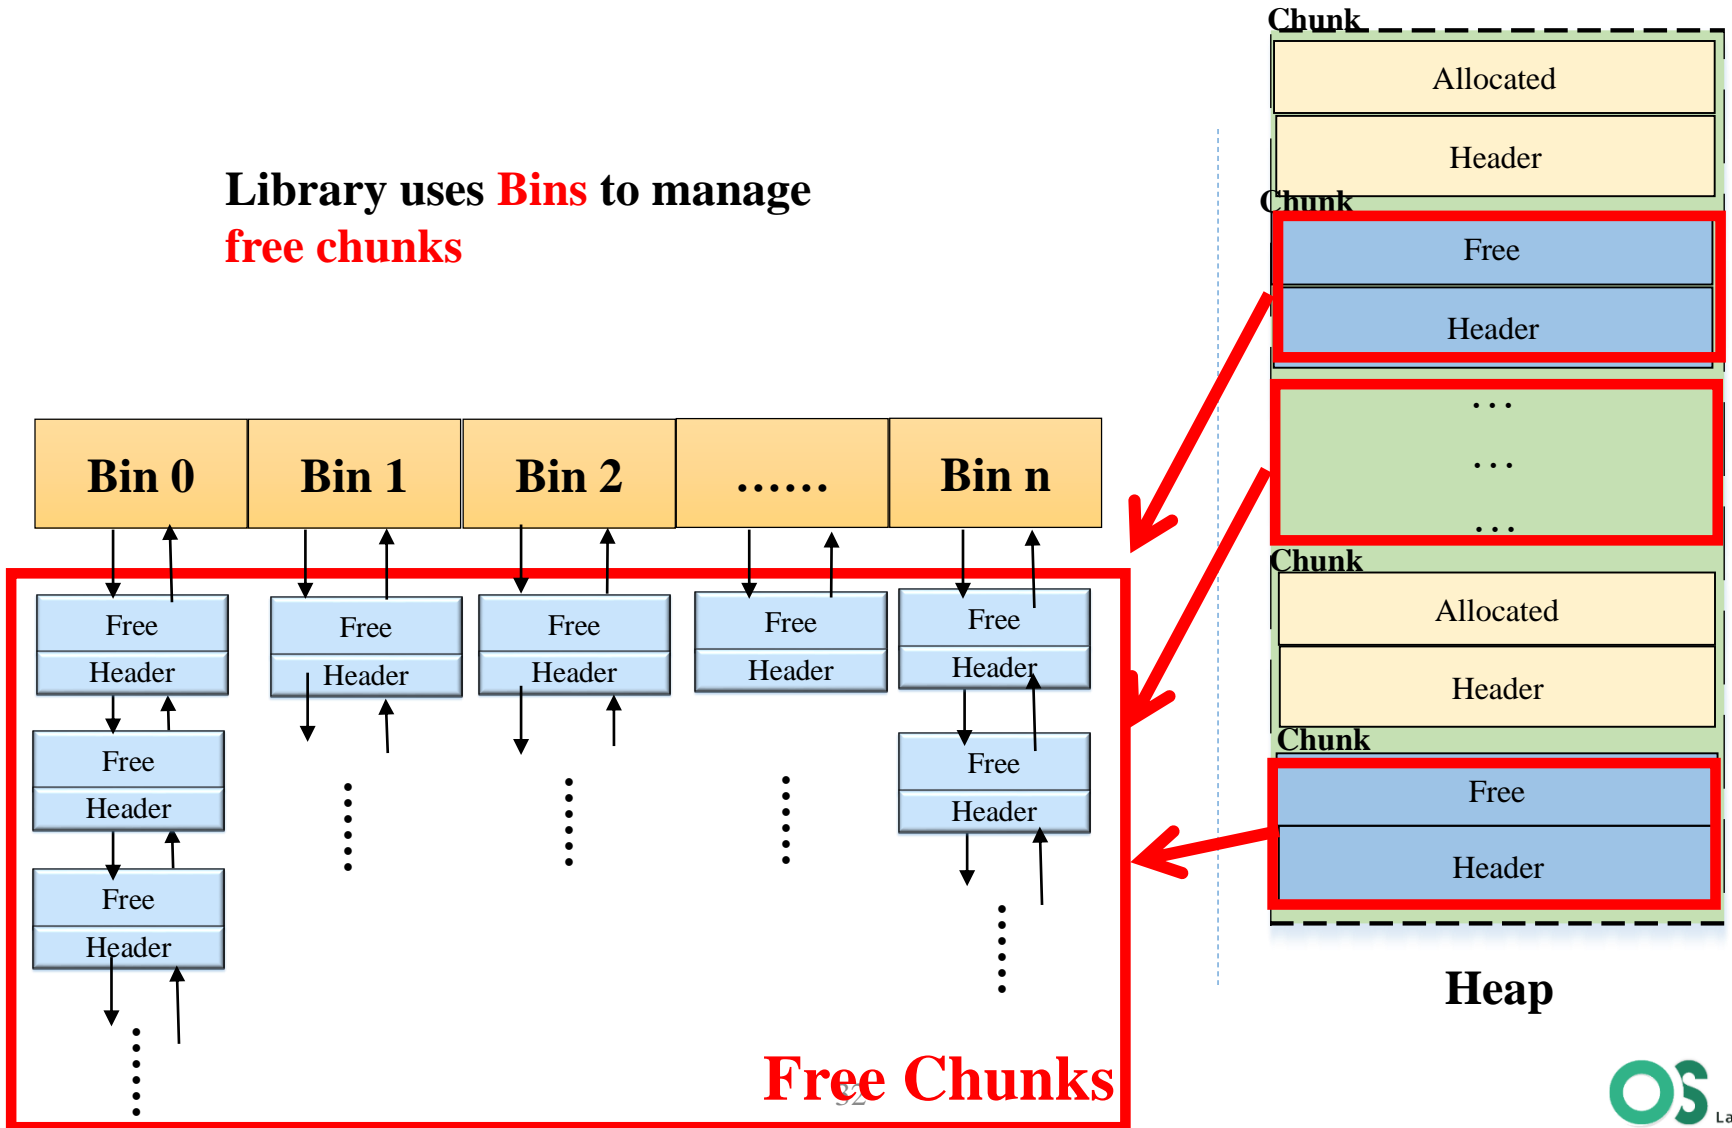 Library uses Bins to manage
free chunks
Bin 0
Bin 1
Bin 2
......
Bin n
Free
Header
Free
Header
Free
Header
Free
Header
Free
Header
Free
Header
Free
Header
Free
Header
Free Chunks
32
Chunk
Allocated
Header
Chunk
Free
Header
...
...
...
Chunk
Allocated
Header
Chunk
Free
Header
Heap
OS La